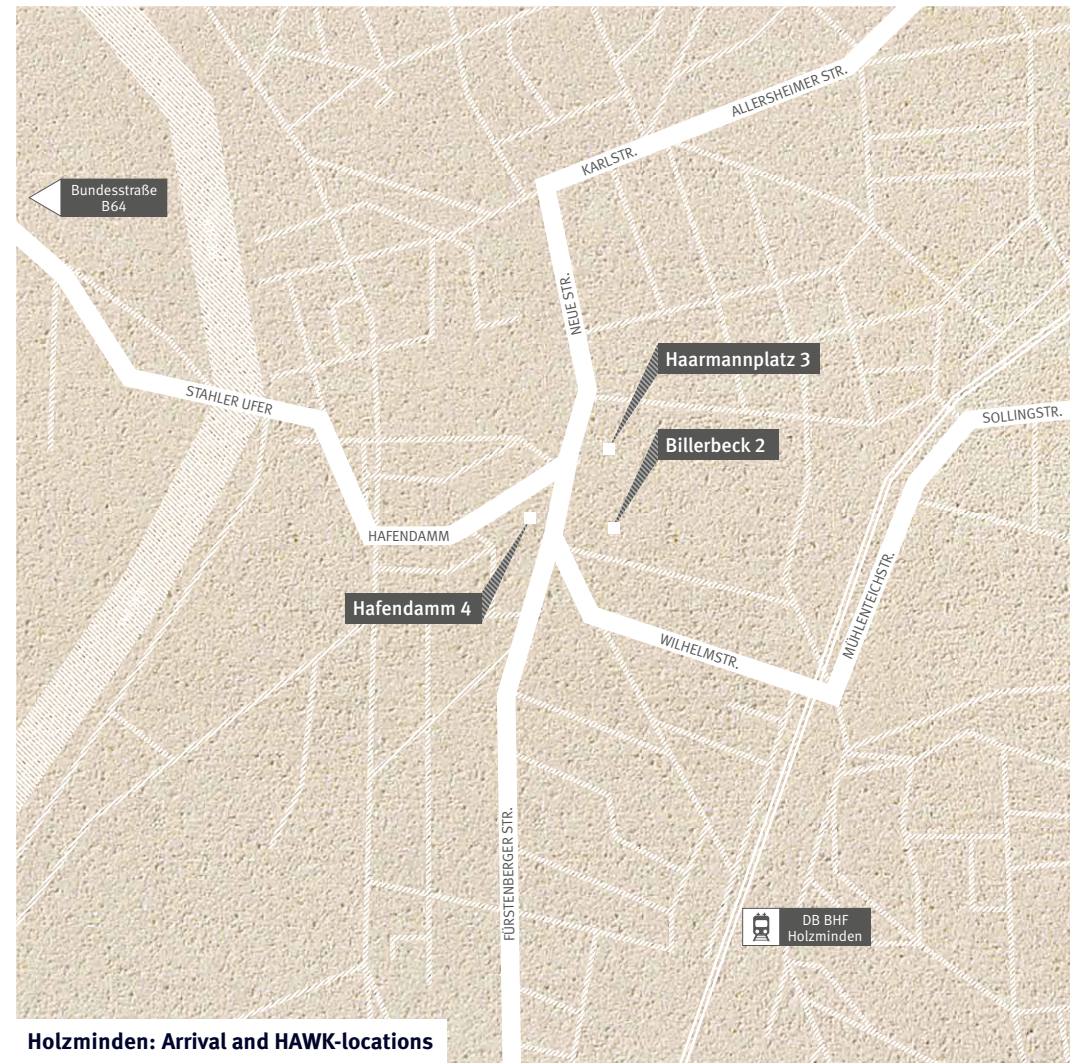 ALLERSHEIMER STR.
KARLSTR.
Bundesstraße
B64
NEUE STR.
Haarmannplatz 3
STAHLER UFER
SOLLINGSTR.
Billerbeck 2
HAFENDAMM
Hafendamm 4
MÜHLENTEICHSTR.
WILHELMSTR.
FÜRSTENBERGER STR.
DB BHF
Holzminden
Holzminden: Arrival and HAWK-locations